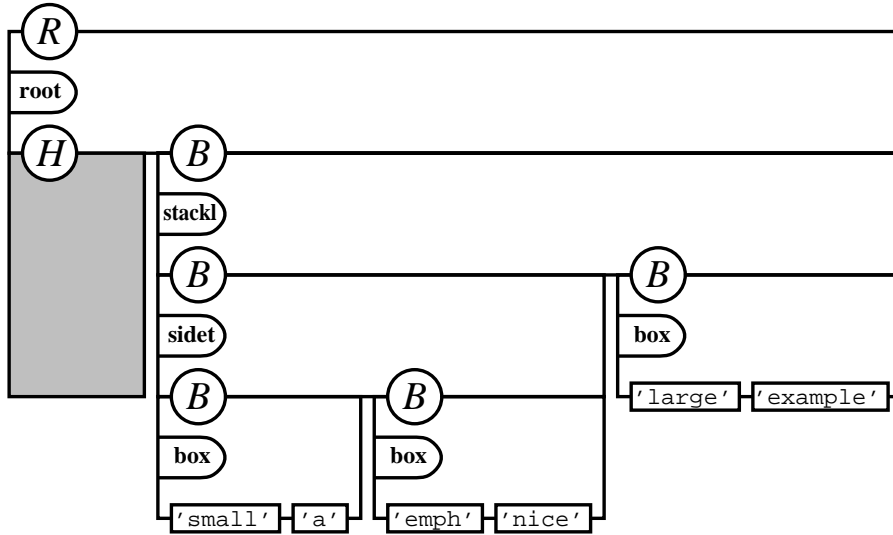 R
root
H B
stackl
B B
sidet box
B B 'large' 'example'
box box
'small' 'a' 'emph' 'nice'